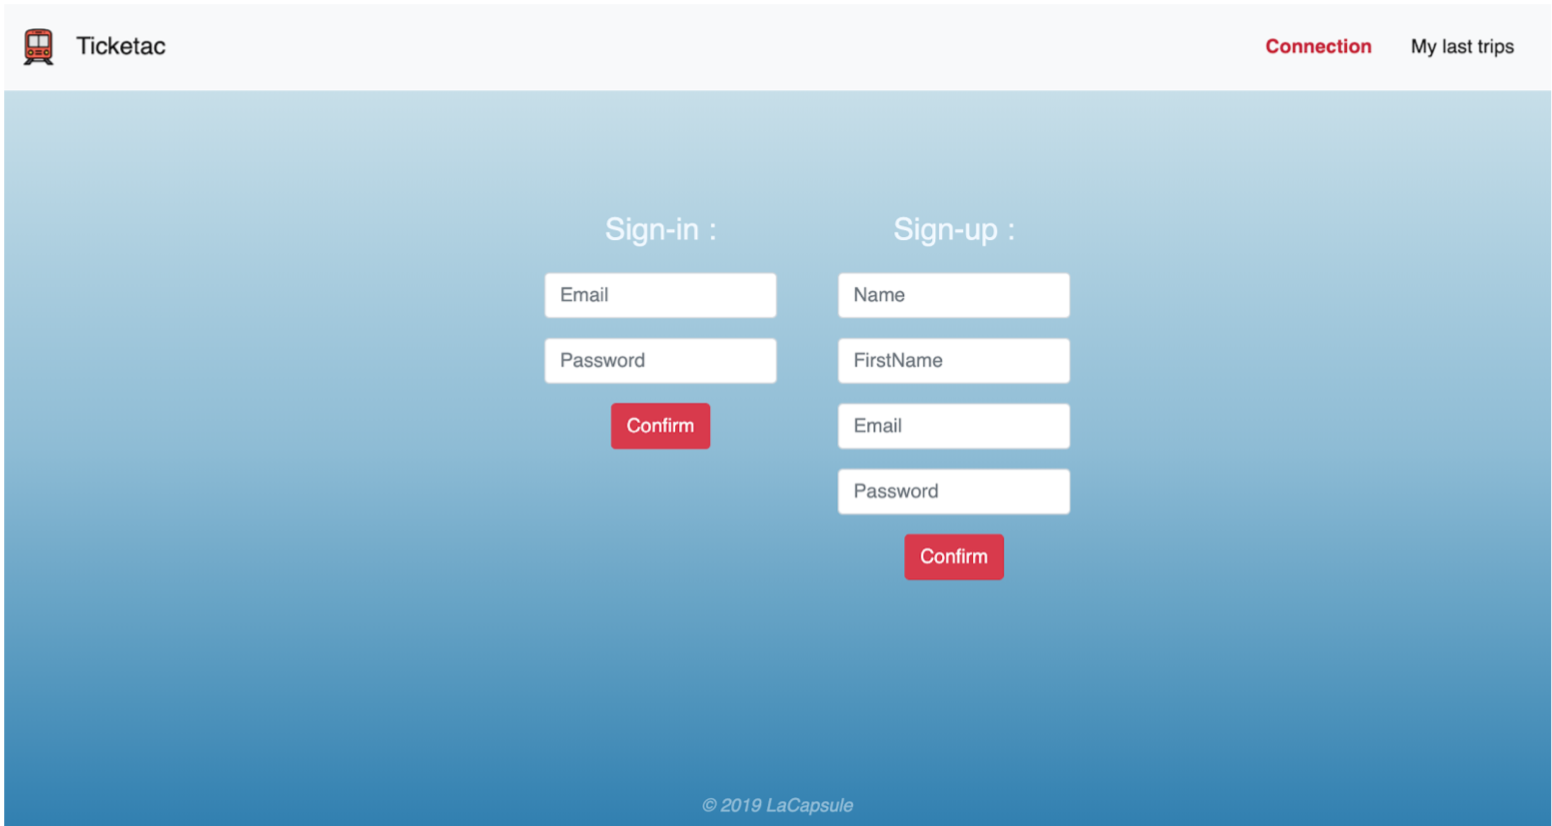 Ticketac
Connection
My last trips
Sign-in :
Email
Password
Confirm
Sign-up :
Name
FirstName
Email
Password
Confirm
© 2019 LaCapsule